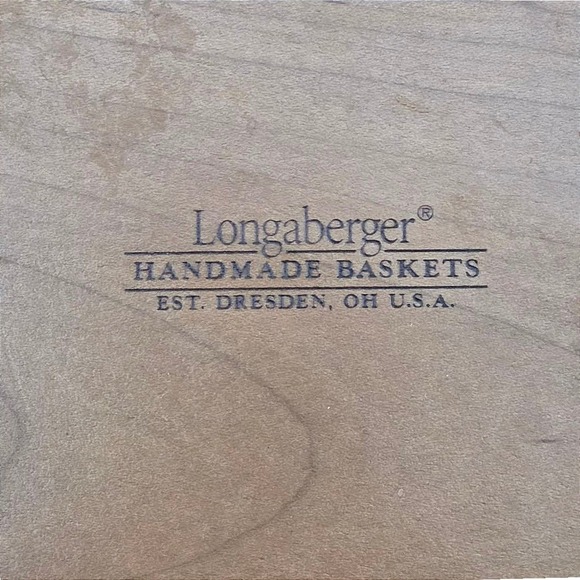 Longaberger®
HANDMADE BASKETS
EST. DRESDEN, OH U.S.A.